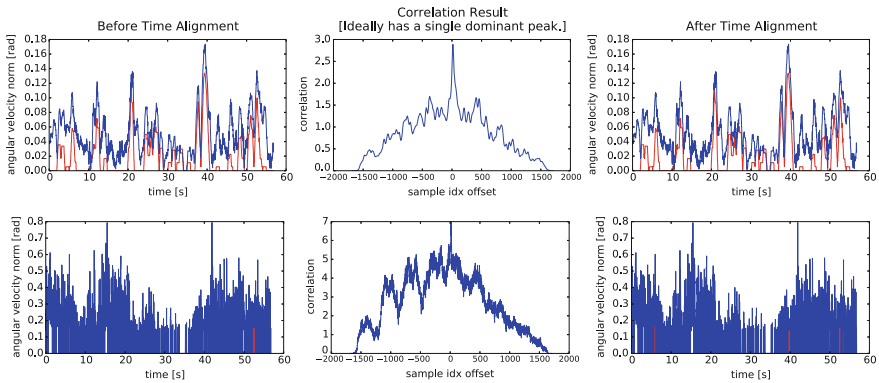 Before Time Alignment
Correlation Result
[Ideally has a single dominant peak.]
After Time Alignment
angular velocity norm [rad]
0.18
0.16
0.14
0.12
0.10
0.08
0.06
0.04
0.02
0.00
0 10 20 30 40 50 60
time [s]
correlation
3.0
2.5
2.0
1.5
1.0
0.5
0.0
−2000 −1500 −1000 −500 0 500 1000 1500 2000
sample idx offset
angular velocity norm [rad]
0.18
0.16
0.14
0.12
0.10
0.08
0.06
0.04
0.02
0.00
0 10 20 30 40 50 60
time [s]
angular velocity norm [rad]
0.8
0.7
0.6
0.5
0.4
0.3
0.2
0.1
0.0
0 10 20 30 40 50 60
time [s]
correlation
7
6
5
4
3
2
1
0
−2000 −1500 −1000 −500 0 500 1000 1500 2000
sample idx offset
angular velocity norm [rad]
0.8
0.7
0.6
0.5
0.4
0.3
0.2
0.1
0.0
0 10 20 30 40 50 60
time [s]